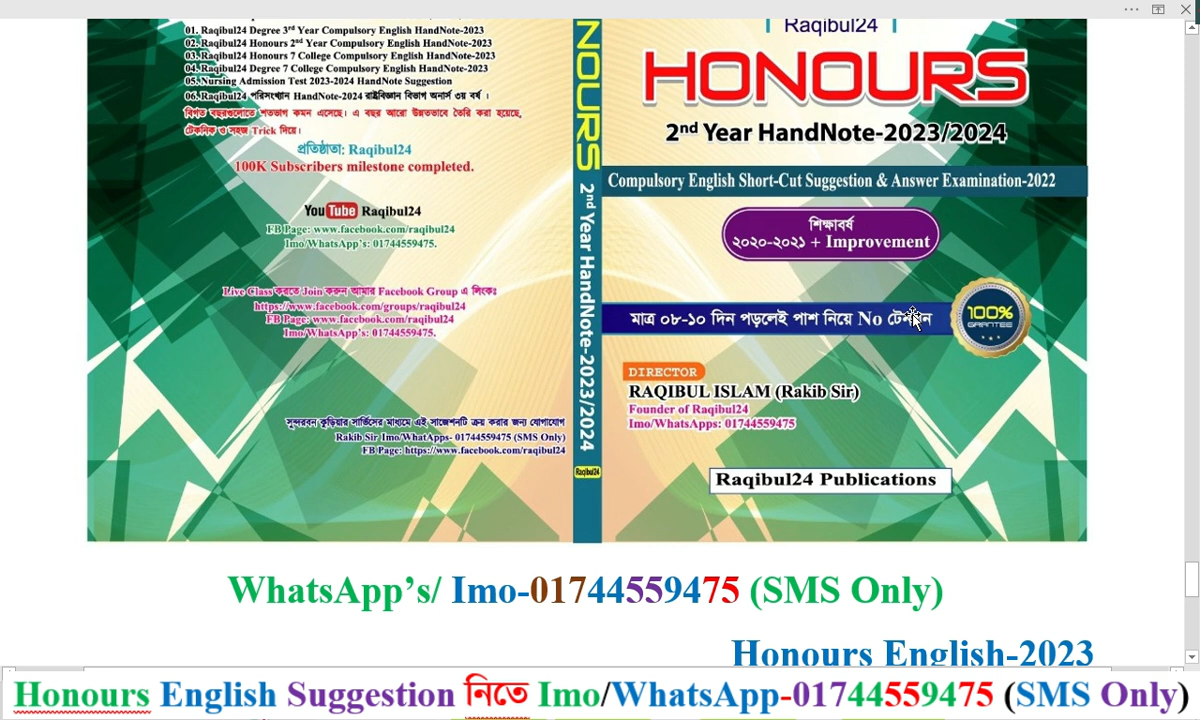 01. Raqibul24 Degree 3rd Year Compulsory English HandNote-2023
02. Raqibul24 Honours 2nd Year Compulsory English HandNote-2023
03. Raqibul24 Honours 7 College Compulsory English HandNote-2023
04. Raqibul24 Degree 7 College Compulsory English HandNote-2023
05. Nursing Admission Test 2023-2024 HandNote Suggestion
06. Raqibul24 পরিসংখ্যান HandNote-2024 রাষ্ট্রবিজ্ঞান বিভাগ অনার্স ৩য় বর্ষ ।
বিগত বছরগুলোতে শতভাগ কমন এসেছে। এ বছর আরো উন্নতভাবে তৈরি করা হয়েছে,
টেকনিক ও সহজ Trick দিয়ে।
প্রতিষ্ঠাতা: Raqibul24
100K Subscribers milestone completed.
YouTube Raqibul24
FB Page: www.facebook.com/raqibul24
Imo/WhatsApp's: 01744559475.
Live Class করতে Join করুন আমার Facebook Group এ লিংকঃ
https://www.facebook.com/groups/raqibul24
FB Page: www.facebook.com/raqibul24
Imo/WhatsApp's: 01744559475.
সুন্দরবন কুড়িয়ার সার্ভিসের মাধ্যমে এই সাজেশনটি ক্রয় করার জন্য যোগাযোগ
Rakib Sir Imo/WhatApps- 01744559475 (SMS Only)
FB Page: https://www.facebook.com/raqibul24
HONOURS 2nd Year HandNote-2023/2024
Raqibul24
Raqibul24
HONOURS
2nd Year HandNote-2023/2024
Compulsory English Short-Cut Suggestion & Answer Examination-2022
শিক্ষাবর্ষ
২০২০-২০২১ + Improvement
মাত্র ০৮-১০ দিন পড়লেই পাশ নিয়ে No টেনশন
100%
GRANTEE
DIRECTOR
RAQIBUL ISLAM (Rakib Sir)
Founder of Raqibul24
Imo/WhatsApps: 01744559475
Raqibul24 Publications
WhatsApp’s/ Imo-01744559475 (SMS Only)
Honours English-2023
Honours English Suggestion নিতে Imo/WhatsApp-01744559475 (SMS Only)